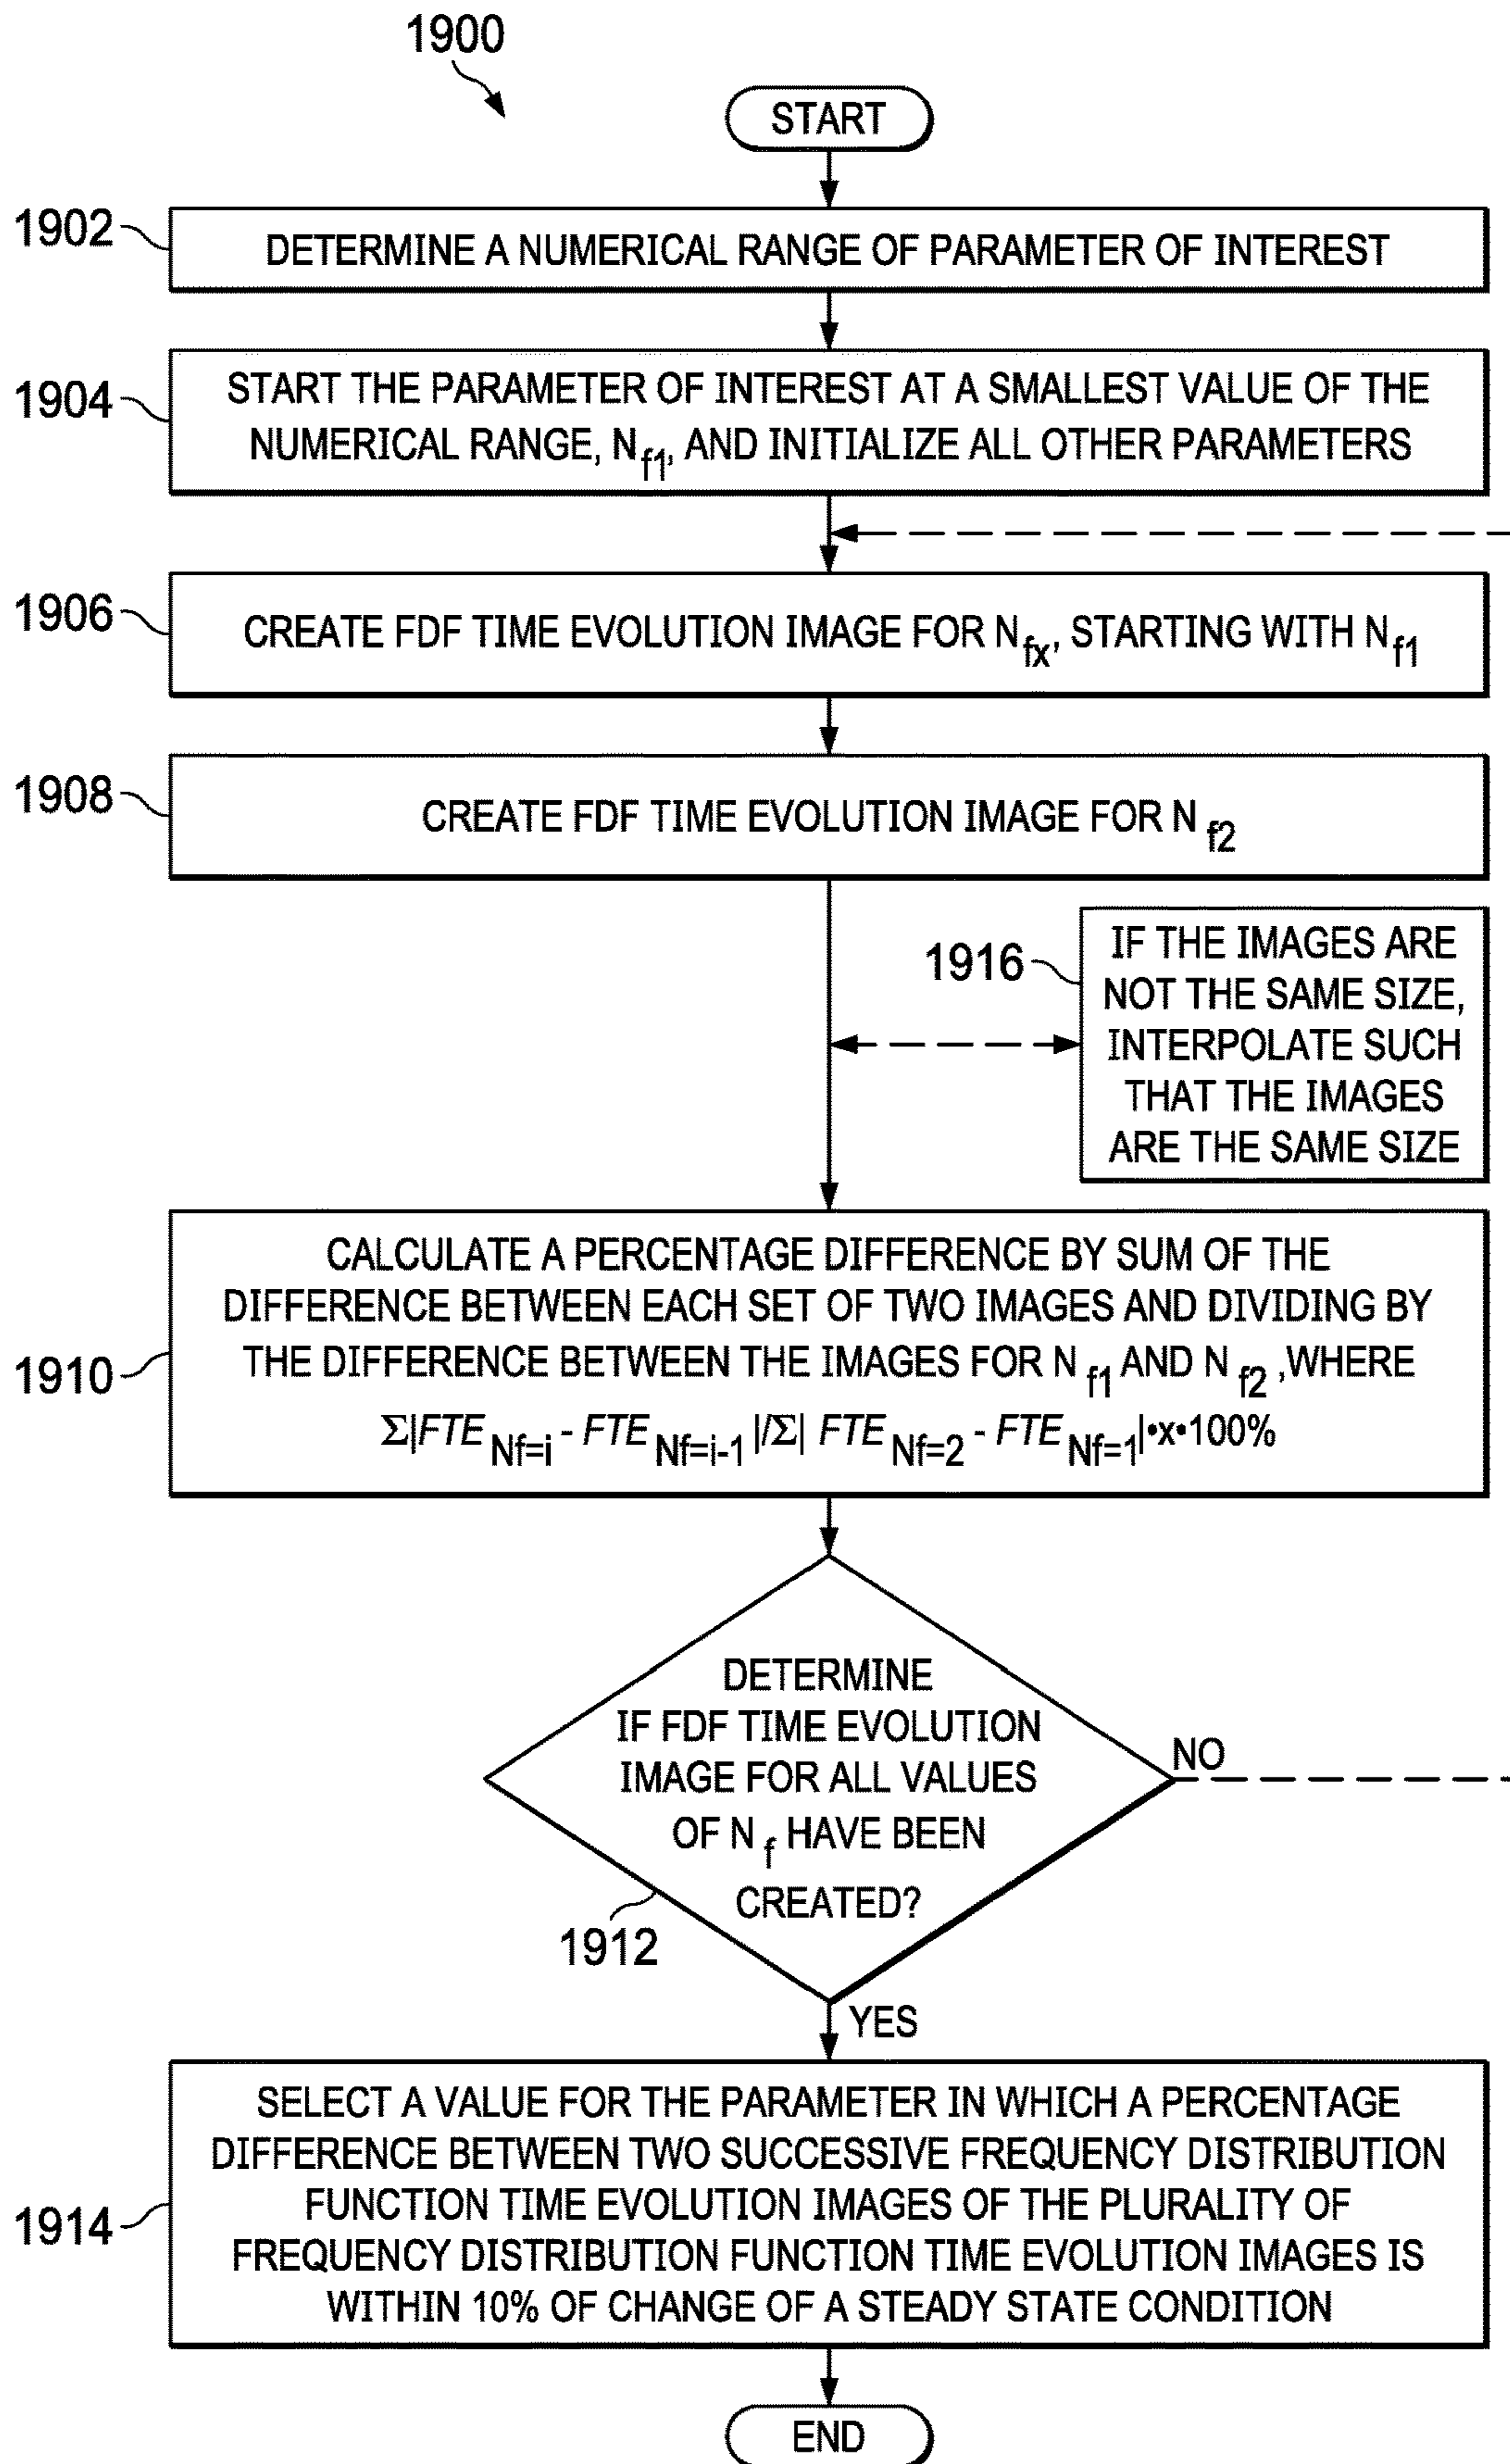 1900
START
1902
DETERMINE A NUMERICAL RANGE OF PARAMETER OF INTEREST
1904
START THE PARAMETER OF INTEREST AT A SMALLEST VALUE OF THE
NUMERICAL RANGE, N f1, AND INITIALIZE ALL OTHER PARAMETERS
1906
CREATE FDF TIME EVOLUTION IMAGE FOR N fx, STARTING WITH N f1
1908
CREATE FDF TIME EVOLUTION IMAGE FOR N f2
1916
IF THE IMAGES ARE
NOT THE SAME SIZE,
INTERPOLATE SUCH
THAT THE IMAGES
ARE THE SAME SIZE
1910
CALCULATE A PERCENTAGE DIFFERENCE BY SUM OF THE
DIFFERENCE BETWEEN EACH SET OF TWO IMAGES AND DIVIDING BY
THE DIFFERENCE BETWEEN THE IMAGES FOR N f1 AND N f2 ,WHERE
Σ|FTE Nf=i - FTE Nf=i-1 |/Σ| FTE Nf=2 - FTE Nf=1|•x•100%
DETERMINE
IF FDF TIME EVOLUTION
IMAGE FOR ALL VALUES
OF N f HAVE BEEN
CREATED?
NO
1912
YES
1914
SELECT A VALUE FOR THE PARAMETER IN WHICH A PERCENTAGE
DIFFERENCE BETWEEN TWO SUCCESSIVE FREQUENCY DISTRIBUTION
FUNCTION TIME EVOLUTION IMAGES OF THE PLURALITY OF
FREQUENCY DISTRIBUTION FUNCTION TIME EVOLUTION IMAGES IS
WITHIN 10% OF CHANGE OF A STEADY STATE CONDITION
END